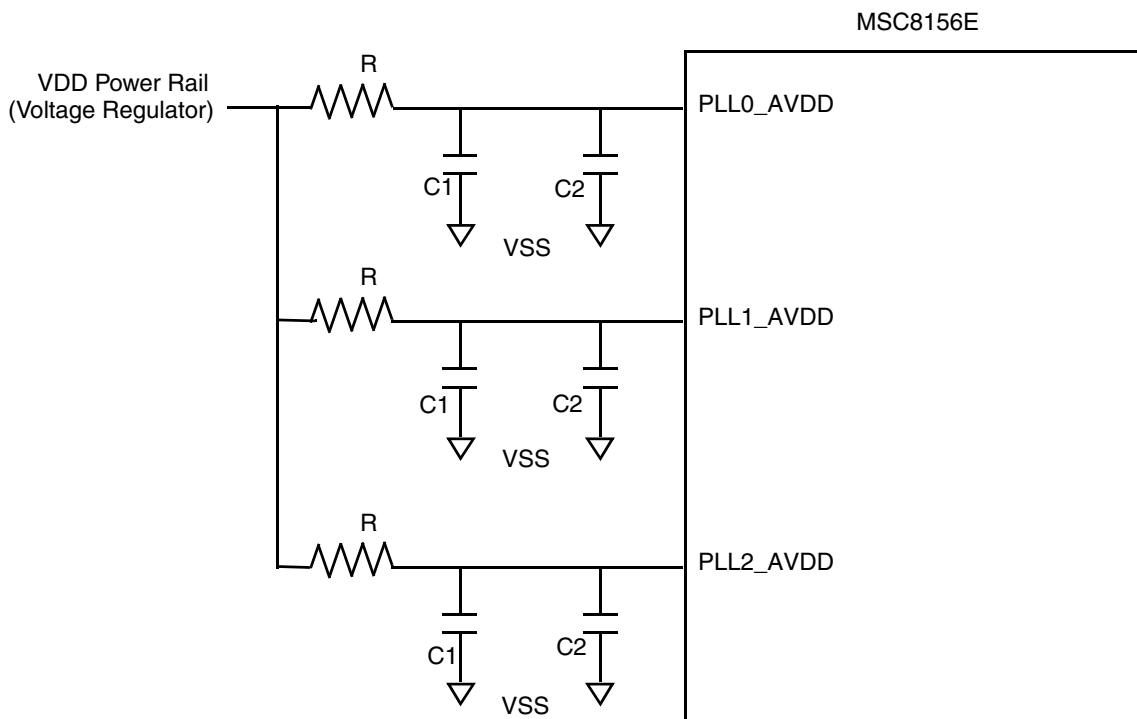 MSC8156E
R
VDD Power Rail
(Voltage Regulator)
PLL0_AVDD
C1
C2
VSS
R
PLL1_AVDD
C1
C2
VSS
R
PLL2_AVDD
C1
C2
VSS